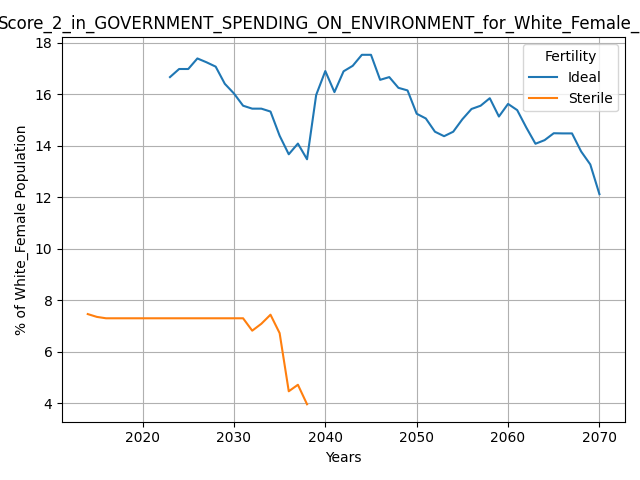 Score_2_in_GOVERNMENT_SPENDING_ON_ENVIRONMENT_for_White_Female_
18
16
14
12
10
8
6
4
% of White_Female Population
Fertility
Ideal
Sterile
2020 2030 2040 2050 2060 2070
Years